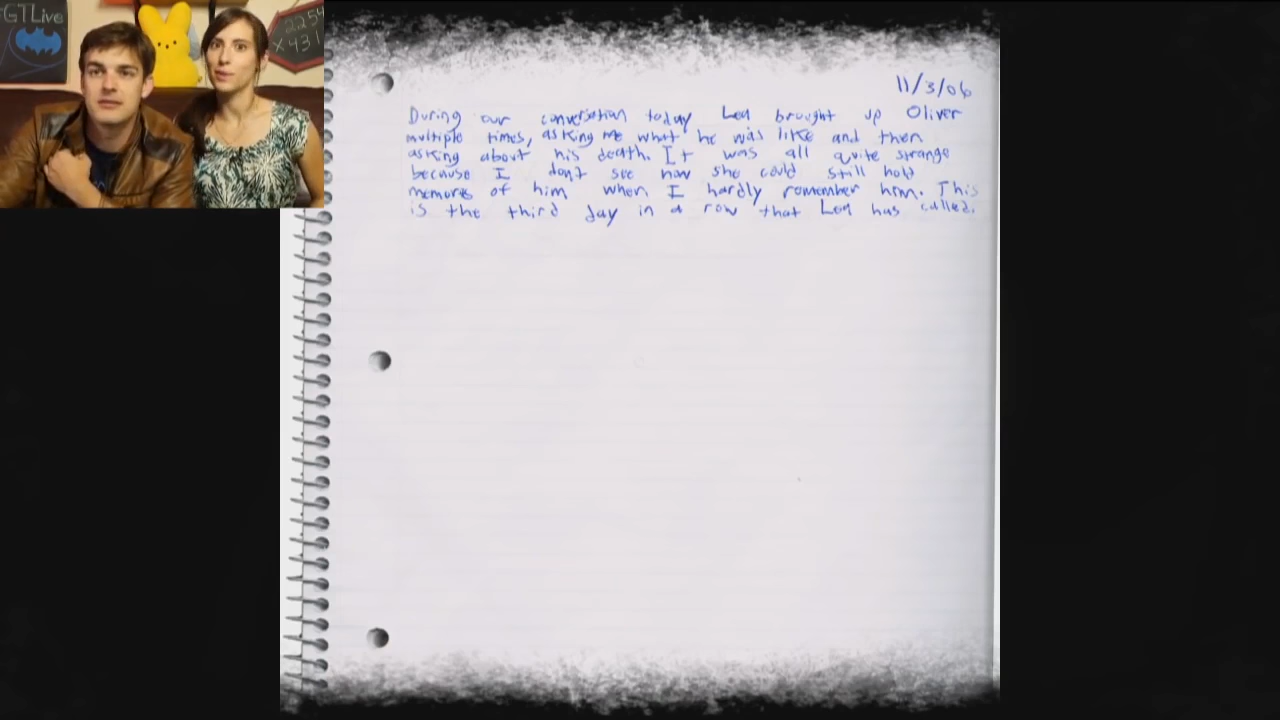 GTLive
2254
X 431
11/3/06
During our conversation today Lea brought up Oliver
multiple times, asking me what he was like and then
asking about his death. It was all quite strange
because I don't see how she could still hold
memories of him when I hardly remember him. This
is the third day in a row that Lea has called.